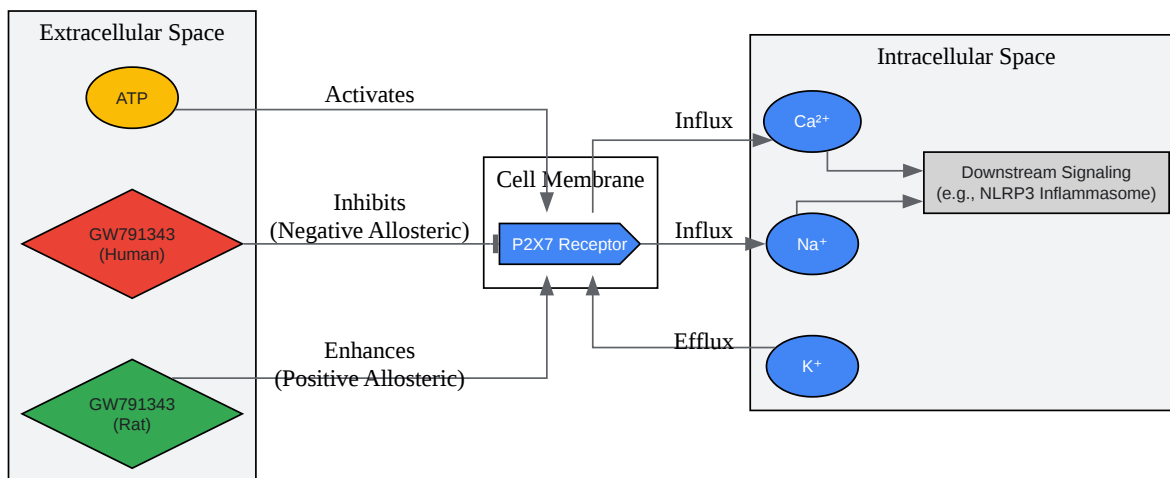 Extracellular Space
ATP
Activates
GW791343
(Human)
Inhibits
(Negative Allosteric)
GW791343
(Rat)
Enhances
(Positive Allosteric)
Cell Membrane
P2X7 Receptor
Influx
Influx
Efflux
Intracellular Space
Ca²⁺
Na⁺
K⁺
Downstream Signaling
(e.g., NLRP3 Inflammasome)